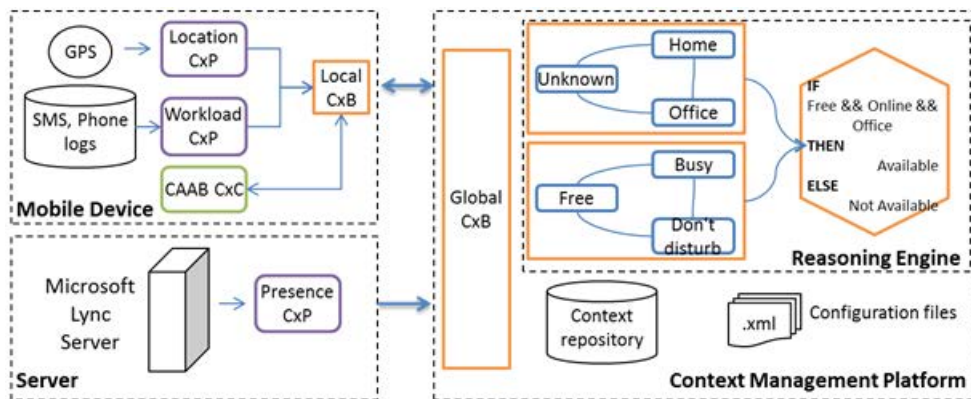 GPS
Location
CxP
SMS, Phone
logs
Workload
CxP
Local
CxB
CAAB CxC
Mobile Device
Microsoft
Lync
Server
Presence
CxP
Server
Global
CxB
Home
Unknown
Office
Busy
Free
Don't
disturb
IF
Free && Online &&
Office
THEN
Available
ELSE
Not Available
Reasoning Engine
Context
repository
.xml
Configuration files
Context Management Platform